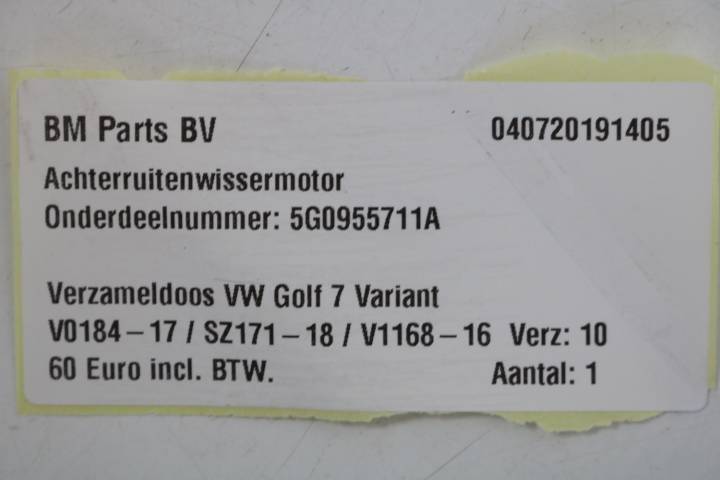 BM Parts BV 040720191405
Achterruitenwissermotor
Onderdeelnummer: 5G0955711A
Verzameldoos VW Golf 7 Variant
V0184-17 / SZ171-18 / V1168-16 Verz: 10
60 Euro incl. BTW. Aantal: 1